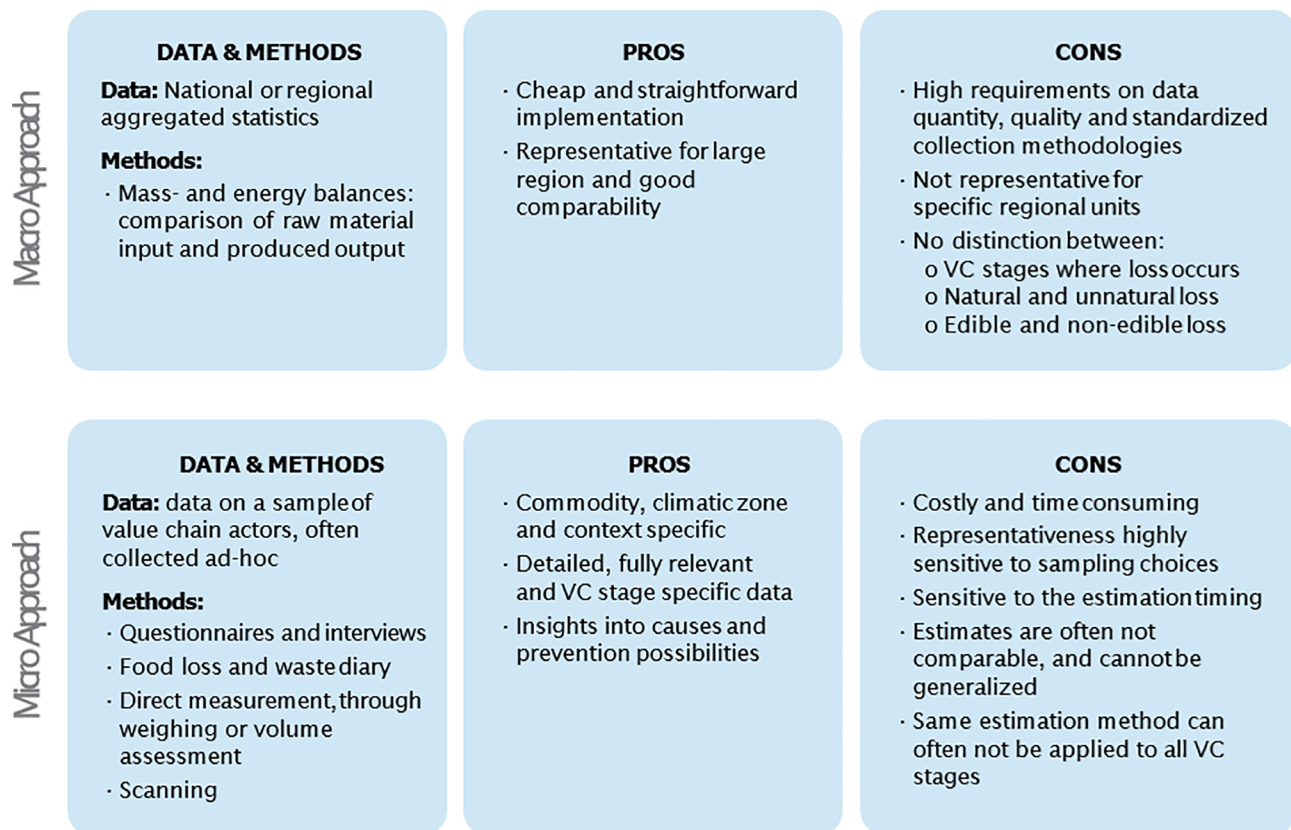 Macro Approach
DATA & METHODS
Data: National or regional
aggregated statistics
Methods:
· Mass- and energy balances:
comparison of raw material
input and produced output
PROS
· Cheap and straightforward
implementation
· Representative for large
region and good
comparability
CONS
· High requirements on data
quantity, quality and standardized
collection methodologies
· Not representative for
specific regional units
· No distinction between:
o VC stages where loss occurs
o Natural and unnatural loss
o Edible and non-edible loss
Micro Approach
DATA & METHODS
Data: data on a sample of
value chain actors, often
collected ad-hoc
Methods:
· Questionnaires and interviews
· Food loss and waste diary
· Direct measurement, through
weighing or volume
assessment
· Scanning
PROS
· Commodity, climatic zone
and context specific
· Detailed, fully relevant
and VC stage specific data
· Insights into causes and
prevention possibilities
CONS
· Costly and time consuming
· Representativeness highly
sensitive to sampling choices
· Sensitive to the estimation timing
· Estimates are often not
comparable, and cannot be
generalized
· Same estimation method can
often not be applied to all VC
stages